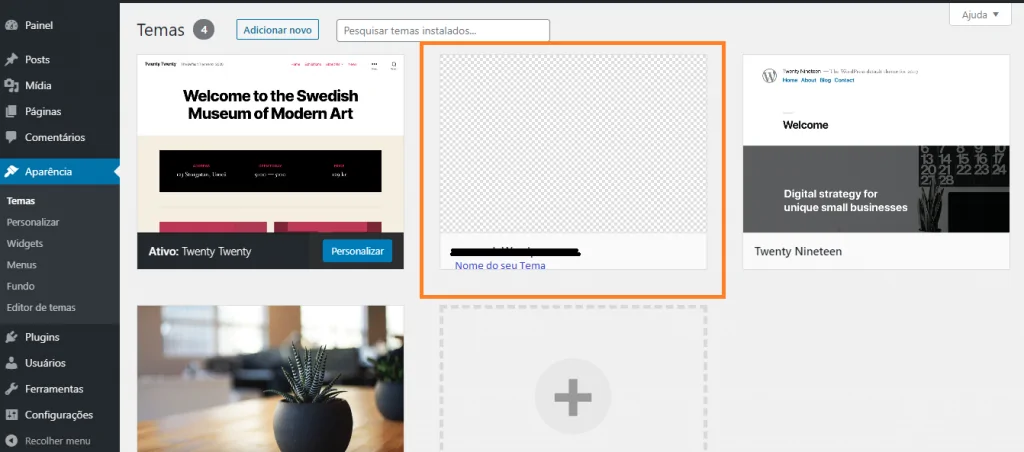 Painel
Posts
Mídia
Páginas
Comentários
Aparência
Temas
Personalizar
Widgets
Menus
Fundo
Editor de temas
Plugins
Usuários
Ferramentas
Configurações
Recolher menu
Temas 4 Adicionar novo Pesquisar temas instalados...
Ajuda
Twenty Twenty
Welcome to the Swedish
Museum of Modern Art
Ativo: Twenty Twenty Personalizar
Nome do seu Tema
Twenty Nineteen — The WordPress default theme for 2019
Home About Blog Contact
Welcome
Digital strategy for
unique small businesses
Twenty Nineteen